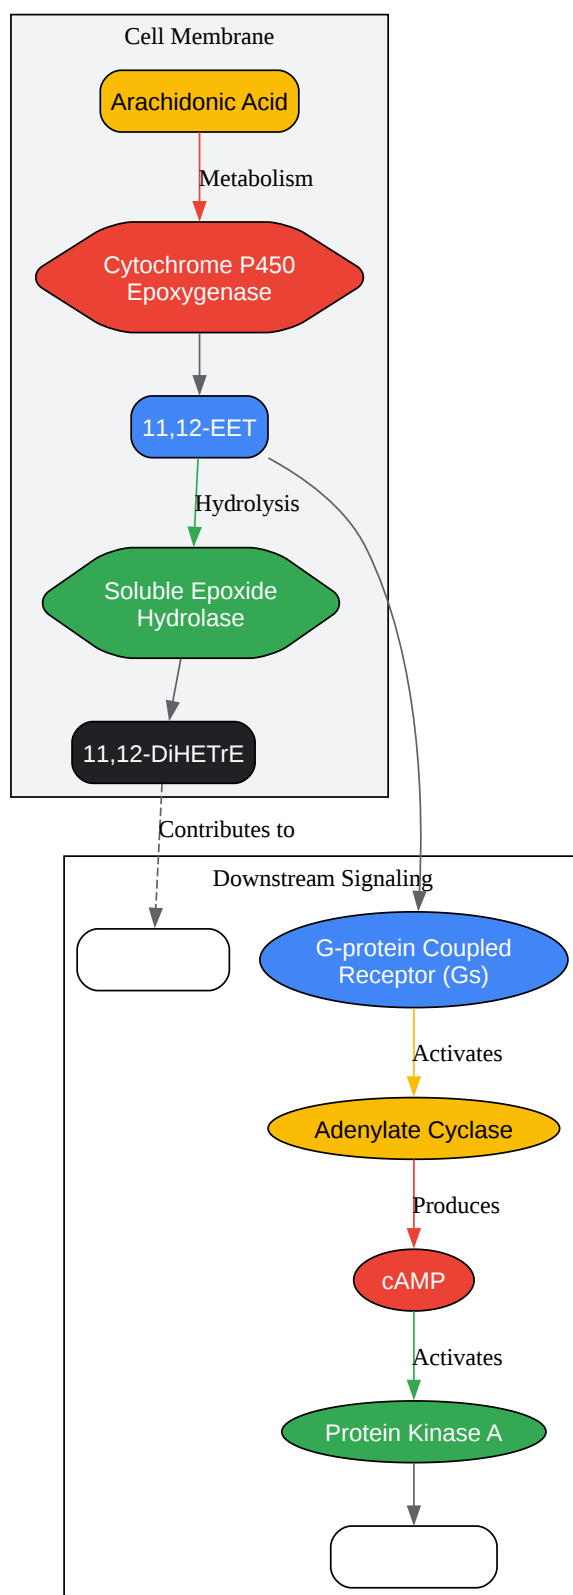 Cell Membrane
Arachidonic Acid
Metabolism
Cytochrome P450
Epoxygenase
11,12-EET
Hydrolysis
Soluble Epoxide
Hydrolase
11,12-DiHETrE
Contributes to
Downstream Signaling
G-protein Coupled
Receptor (Gs)
Activates
Adenylate Cyclase
Produces
cAMP
Activates
Protein Kinase A